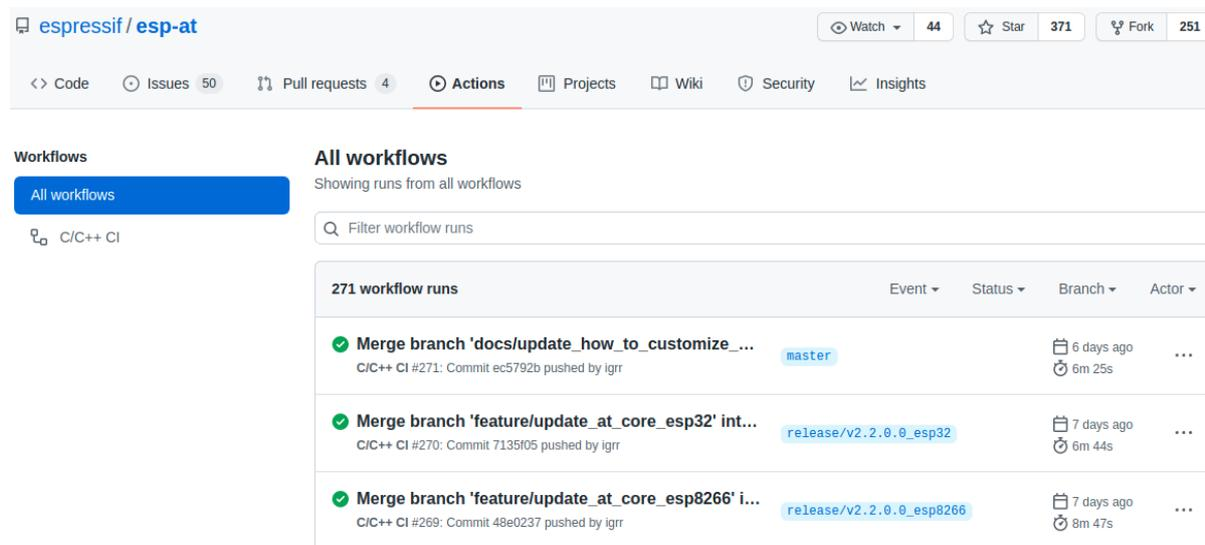 espressif / esp-at
Watch 44 Star 371 Fork 251
Code Issues 50 Pull requests 4 Actions Projects Wiki Security Insights
Workflows
All workflows
C/C++ CI
All workflows
Showing runs from all workflows
Filter workflow runs
271 workflow runs Event Status Branch Actor
Merge branch 'docs/update_how_to_customize_...
C/C++ CI #271: Commit ec5792b pushed by igrr
master
6 days ago
6m 25s
Merge branch 'feature/update_at_core_esp32' int...
C/C++ CI #270: Commit 7135f05 pushed by igrr
release/v2.2.0.0_esp32
7 days ago
6m 44s
Merge branch 'feature/update_at_core_esp8266' i...
C/C++ CI #269: Commit 48e0237 pushed by igrr
release/v2.2.0.0_esp8266
7 days ago
8m 47s